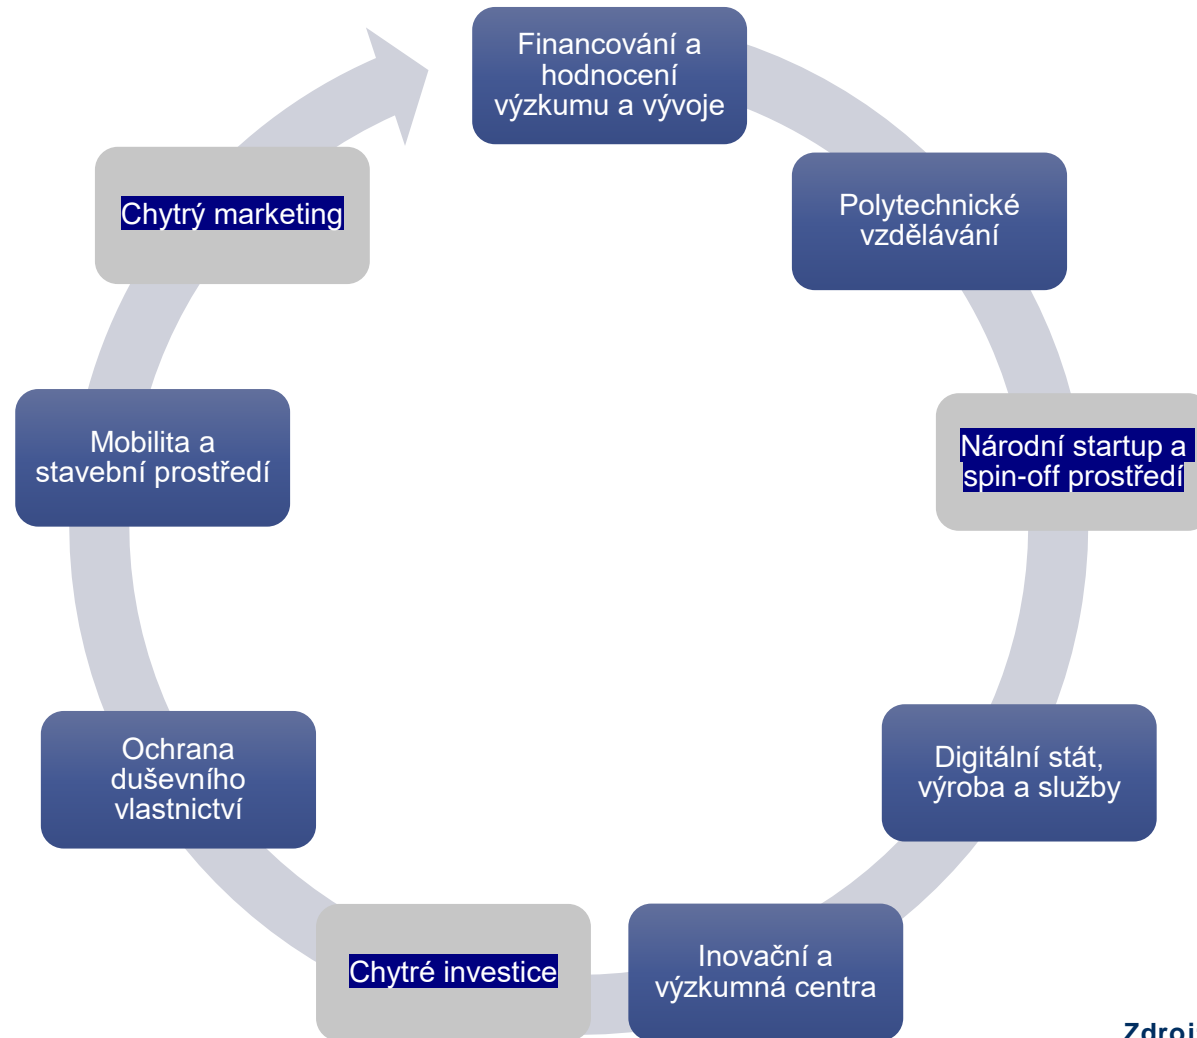 Financování a
hodnocení
výzkumu a vývoje
Polytechnické
vzdělávání
Národní startup a
spin-off prostředí
Digitální stát,
výroba a služby
Inovační a
výzkumná centra
Chytré investice
Ochrana
duševního
vlastnictví
Mobilita a
stavební prostředí
Chytrý marketing
Zdroj